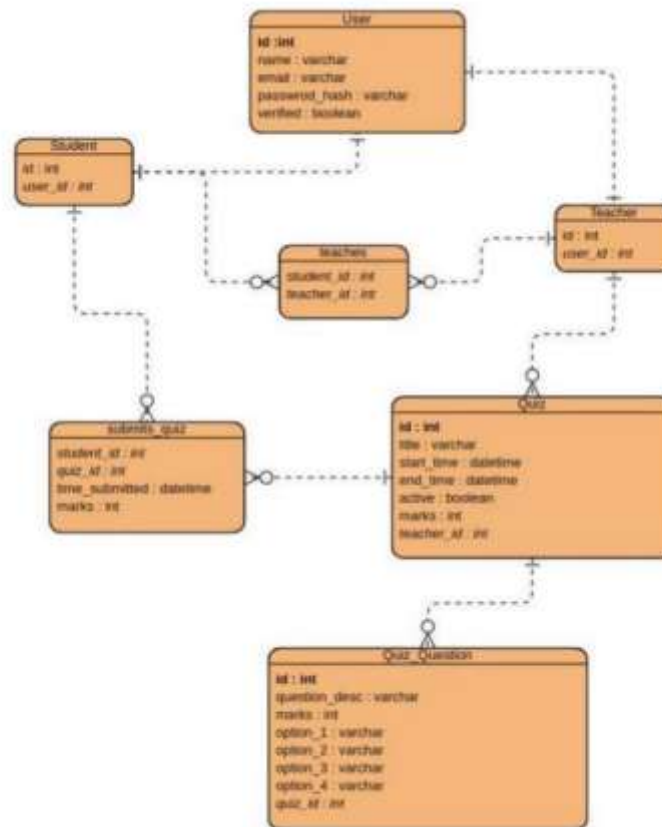 User
id :int
name : varchar
email : varchar
passwrod_hash : varchar
verified : boolean
Student
id : int
user_id : int
Teacher
id : int
user_id : int
teaches
student_id : int
teacher_id : int
submits_quiz
student_id : int
quiz_id : int
time_submitted : datetime
marks : int
Quiz
id : int
title : varchar
start_time : datetime
end_time : datetime
active : boolean
marks : int
teacher_id : int
Quiz_Question
id : int
question_desc : varchar
marks : int
option_1 : varchar
option_2 : varchar
option_3 : varchar
option_4 : varchar
quiz_id : int